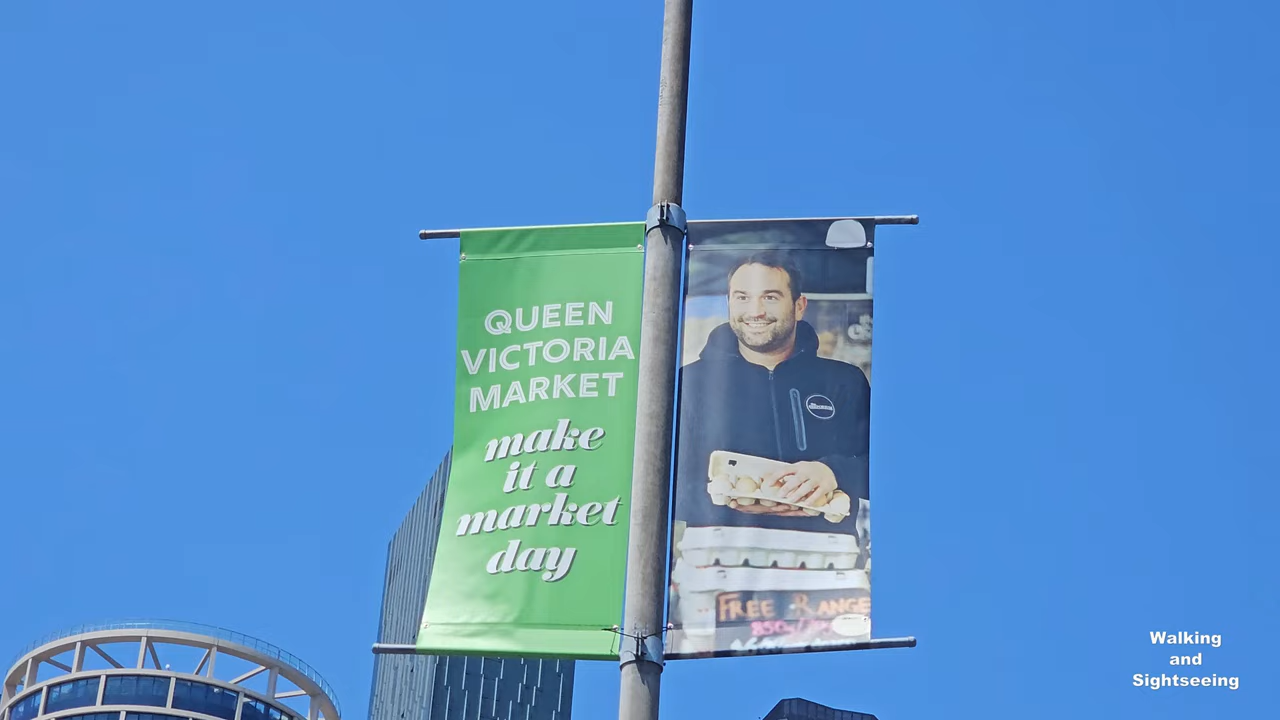 QUEEN
VICTORIA
MARKET
make
it a
market
day
FREE RANGE
Walking
and
Sightseeing